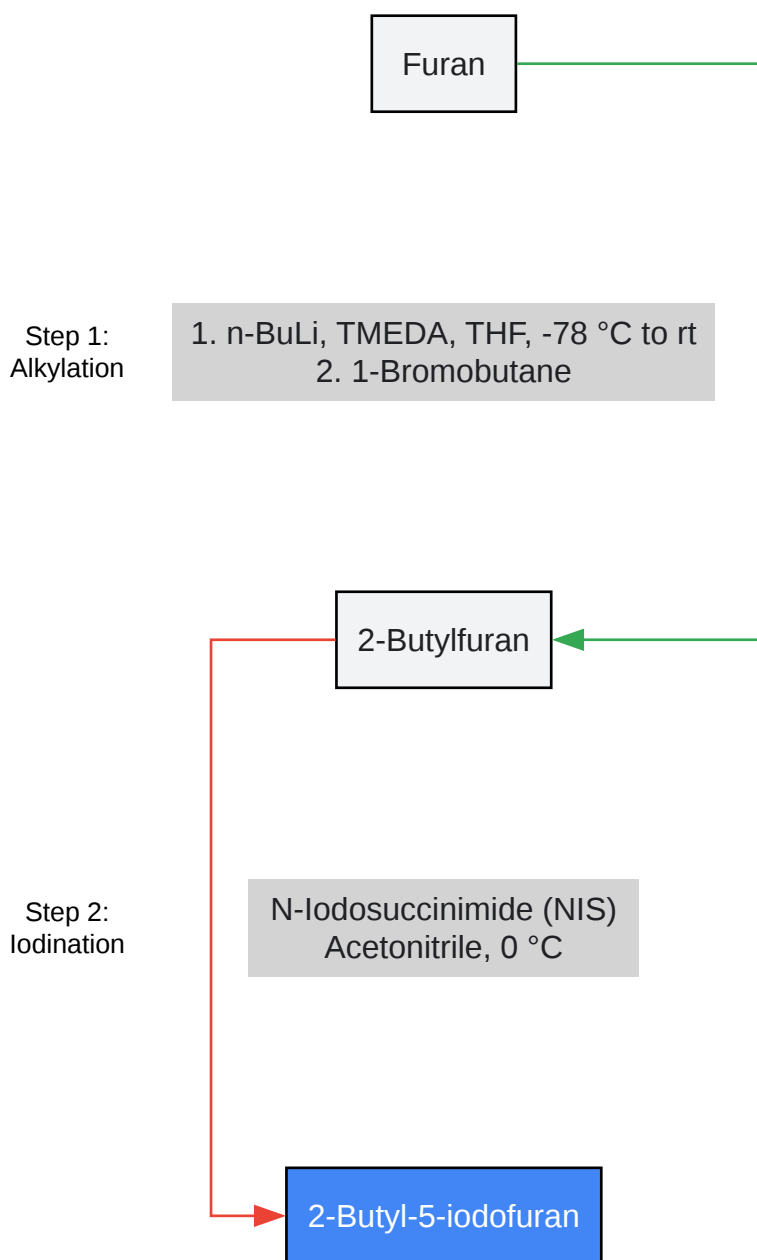 Furan
Step 1:
Alkylation
1. n-BuLi, TMEDA, THF, -78 °C to rt
2. 1-Bromobutane
2-Butylfuran
Step 2:
Iodination
N-Iodosuccinimide (NIS)
Acetonitrile, 0 °C
2-Butyl-5-iodofuran